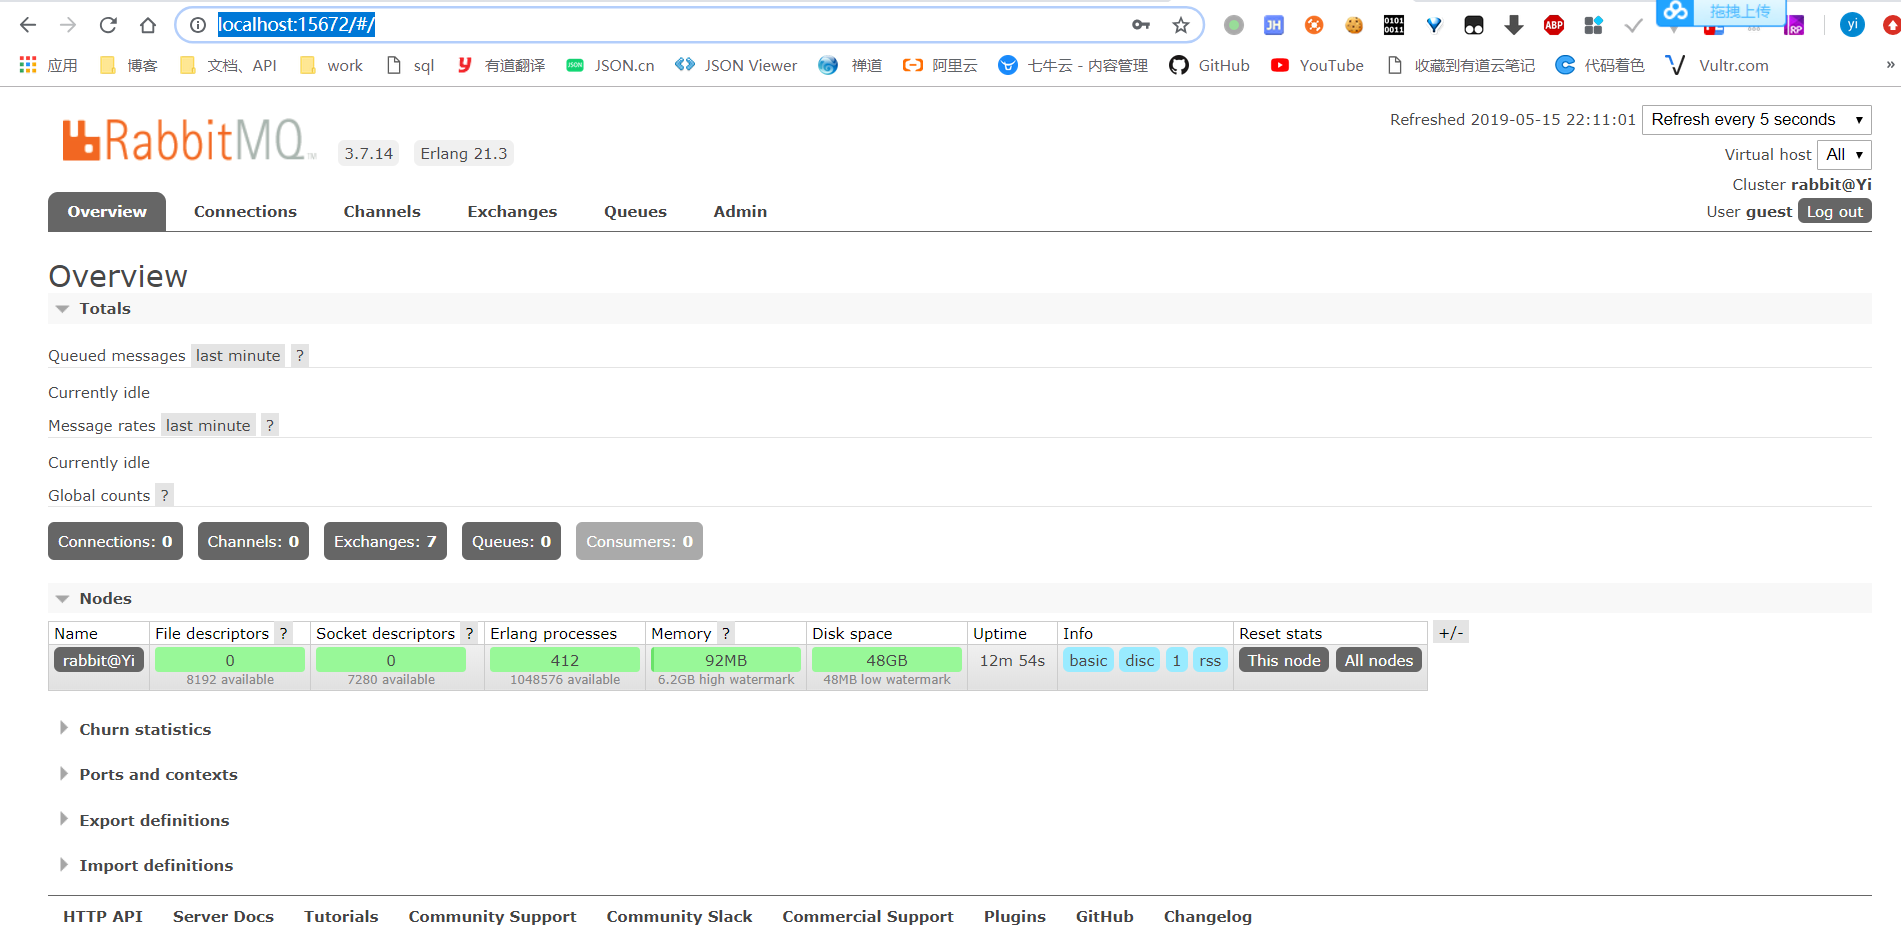 localhost:15672/#/
JH
0101
0011
ABP
拖拽上传
RP
yi
应用 博客 文档、API work sql 有道翻译 JSON JSON.cn JSON Viewer 禅道 阿里云 七牛云 - 内容管理 GitHub YouTube 收藏到有道云笔记 代码着色 Vultr.com »
RabbitMQ TM 3.7.14 Erlang 21.3
Refreshed 2019-05-15 22:11:01 Refresh every 5 seconds
Virtual host All
Cluster rabbit@Yi
User guest Log out
Overview Connections Channels Exchanges Queues Admin
Overview
Totals
Queued messages last minute ?
Currently idle
Message rates last minute ?
Currently idle
Global counts ?
Connections: 0 Channels: 0 Exchanges: 7 Queues: 0 Consumers: 0
Nodes
Name File descriptors ? Socket descriptors ? Erlang processes Memory ? Disk space Uptime Info Reset stats +/-
rabbit@Yi 0 0 412 92MB 48GB 12m 54s basic disc 1 rss This node All nodes
8192 available 7280 available 1048576 available 6.2GB high watermark 48MB low watermark
Churn statistics
Ports and contexts
Export definitions
Import definitions
HTTP API Server Docs Tutorials Community Support Community Slack Commercial Support Plugins GitHub Changelog